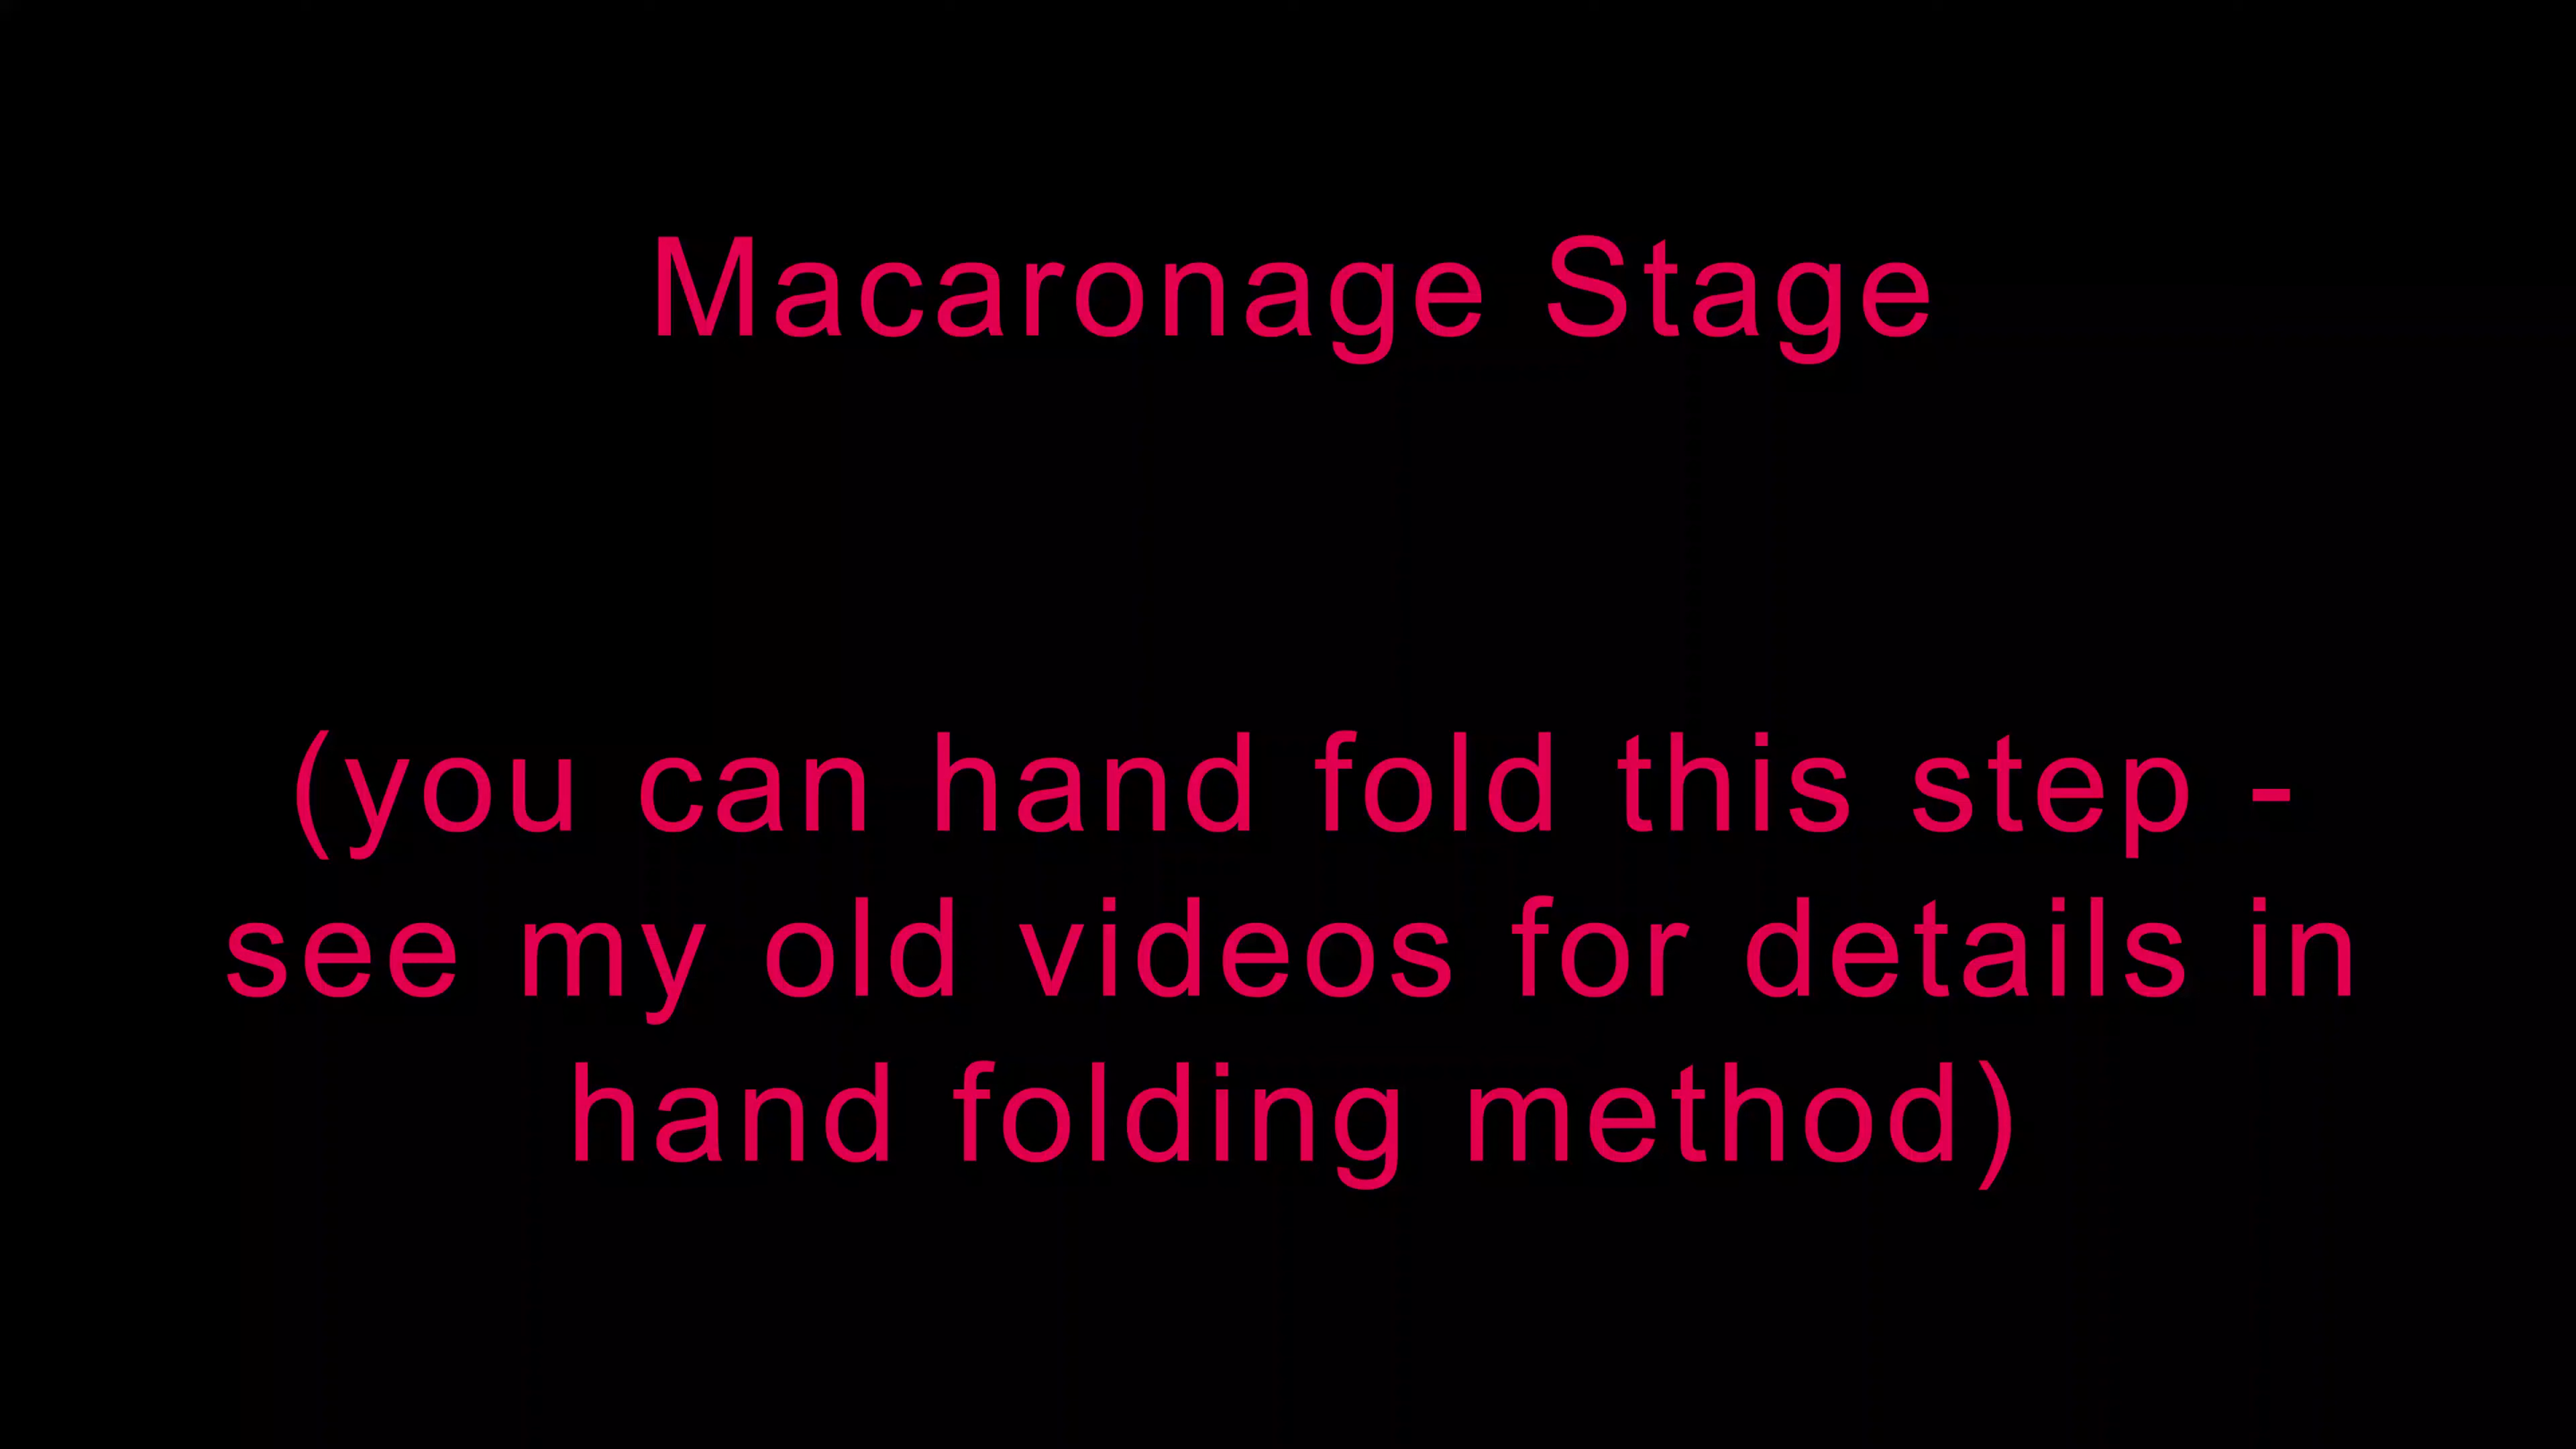 Macaronage Stage
(you can hand fold this step -
see my old videos for details in
hand folding method)